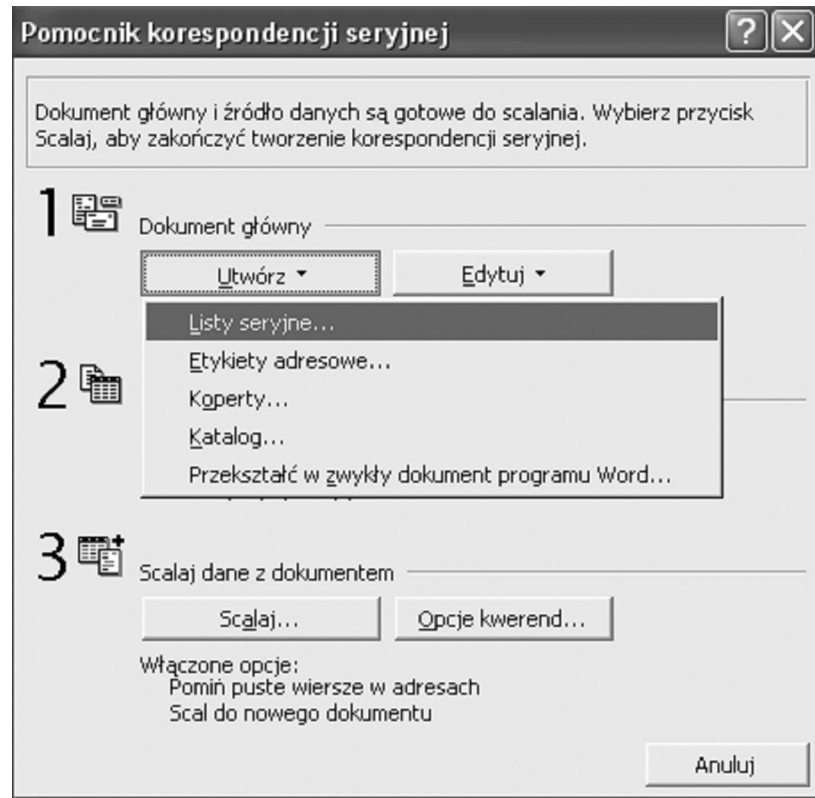 Pomocnik korespondencji seryjnej
Dokument główny i źródło danych są gotowe do scalania. Wybierz przycisk
Scalaj, aby zakończyć tworzenie korespondencji seryjnej.
1
Dokument główny
Utwórz
Edytuj
Listy seryjne...
Etykiety adresowe...
Koperty...
Katalog...
Przekształć w zwykły dokument programu Word...
2
3
Scalaj dane z dokumentem
Scalaj...
Opcje kwerend...
Włączone opcje:
Pomiń puste wiersze w adresach
Scal do nowego dokumentu
Anuluj